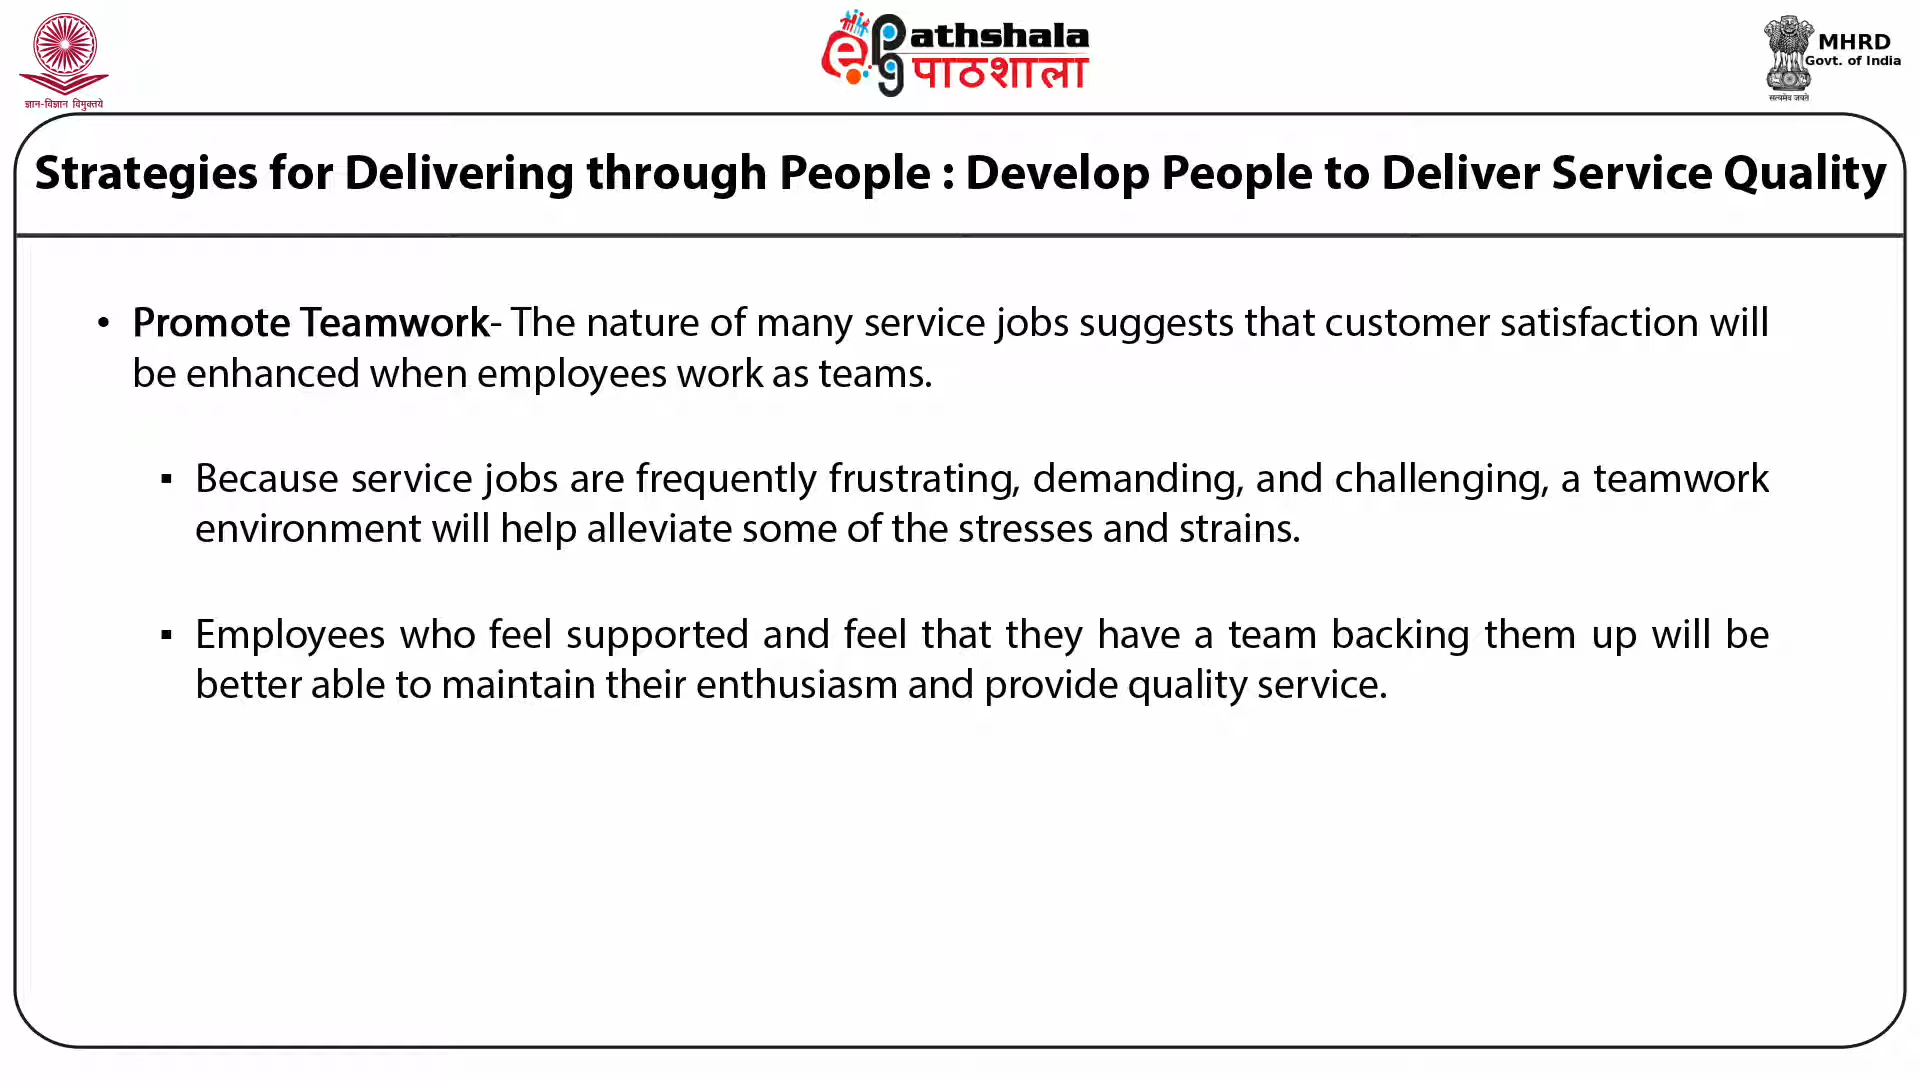 ज्ञान-विज्ञान विमुक्तये
e Pathshala
पाठशाला
MHRD
Govt. of India
सत्यमेव जयते
Strategies for Delivering through People : Develop People to Deliver Service Quality
• Promote Teamwork- The nature of many service jobs suggests that customer satisfaction will
be enhanced when employees work as teams.
▪ Because service jobs are frequently frustrating, demanding, and challenging, a teamwork
environment will help alleviate some of the stresses and strains.
▪ Employees who feel supported and feel that they have a team backing them up will be
better able to maintain their enthusiasm and provide quality service.